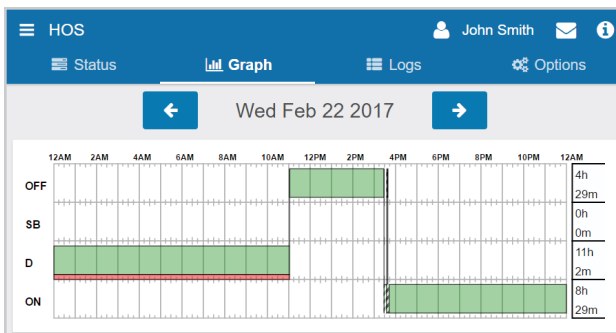 HOS John Smith
Status Graph Logs Options
Wed Feb 22 2017
12AM 2AM 4AM 6AM 8AM 10AM 12PM 2PM 4PM 6PM 8PM 10PM 12AM
OFF 4h
29m
SB 0h
0m
D 11h
2m
ON 8h
29m